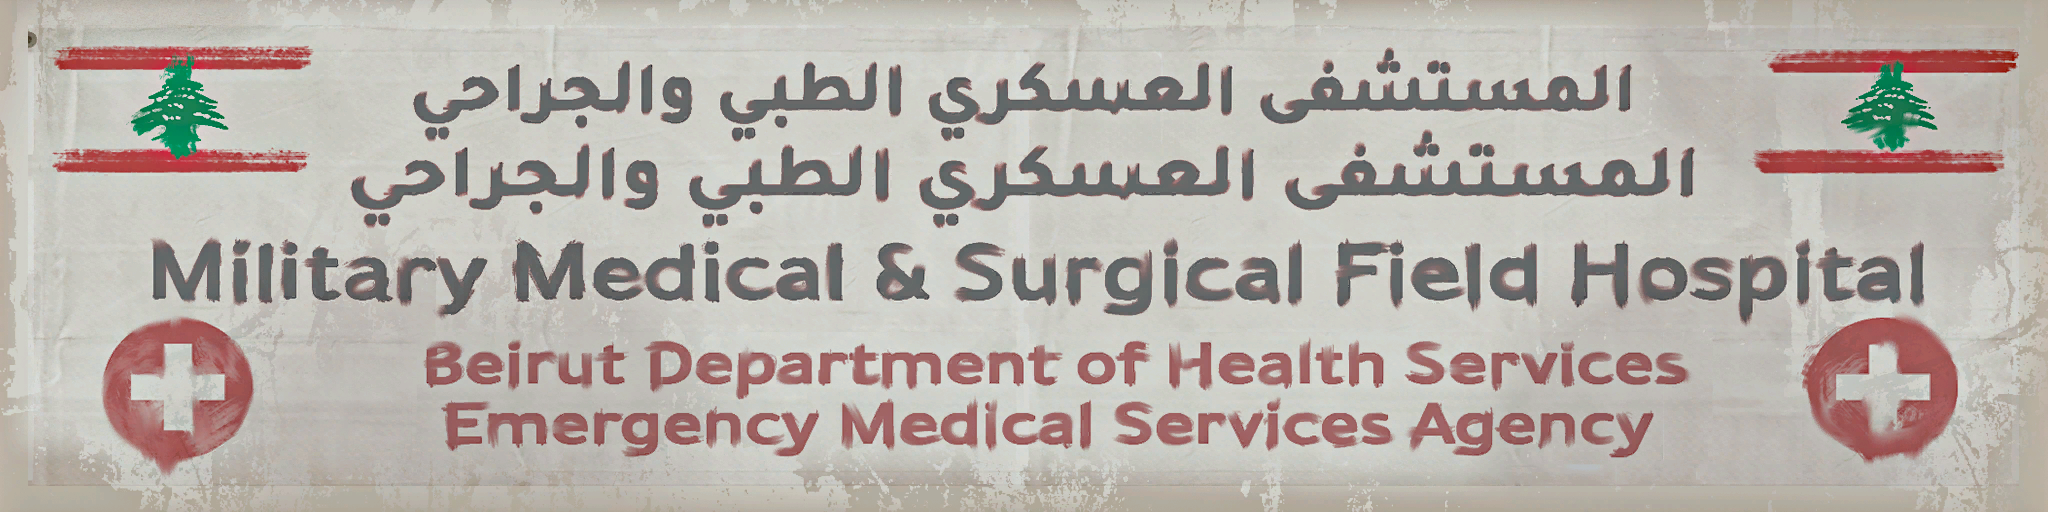 المستشفى العسكري الطبي والجراحي
المستشفى العسكري الطبي والجراحي
Military Medical & Surgical Field Hospital
Beirut Department of Health Services
Emergency Medical Services Agency